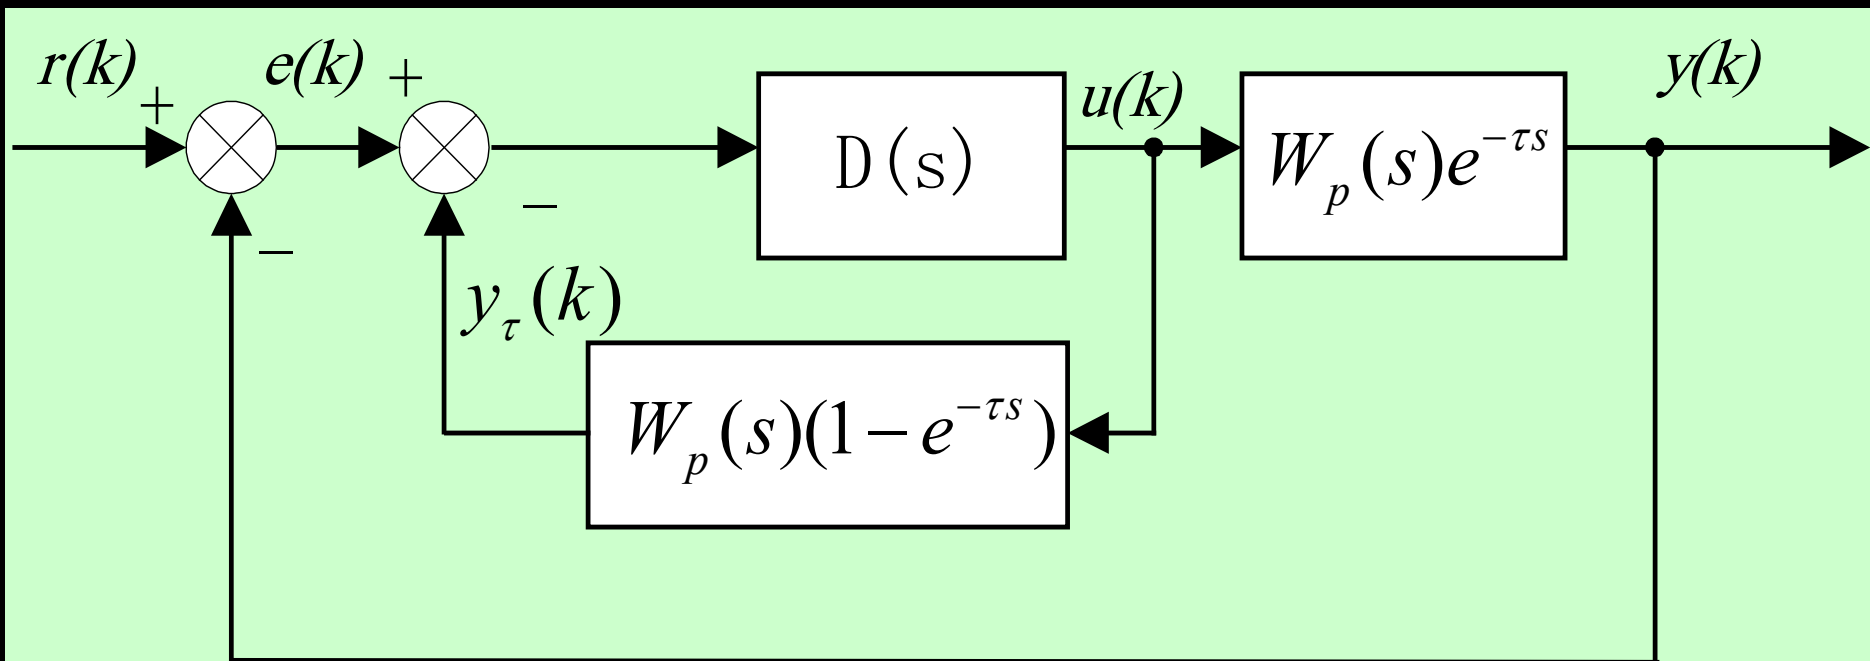 r(k)
+
e(k)
+
D(s)
u(k)
W_p(s)e^{-τs}
y(k)
−
−
y_τ(k)
W_p(s)(1−e^{-τs})